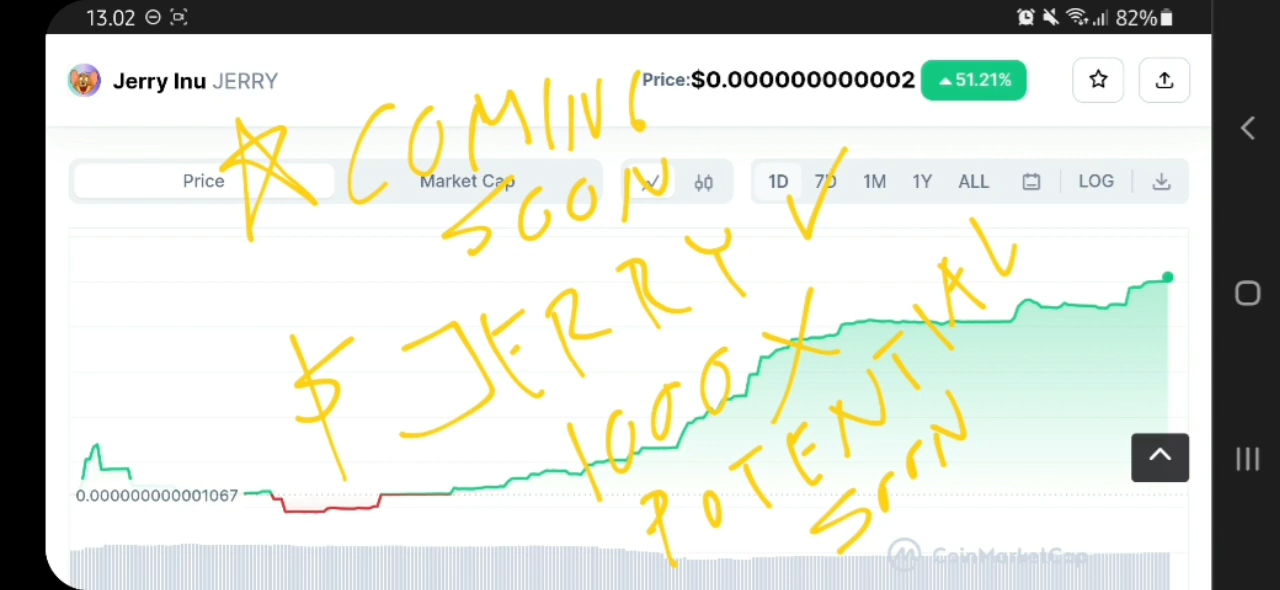 13.02 82%
Jerry Inu JERRY Price:$0.000000000002 51.21%
COMING
SOON
Price Market Cap 1D 7D 1M 1Y ALL LOG
$ JERRY
1000X
POTENTIAL
SOON
0.000000000001067
CoinMarketCap